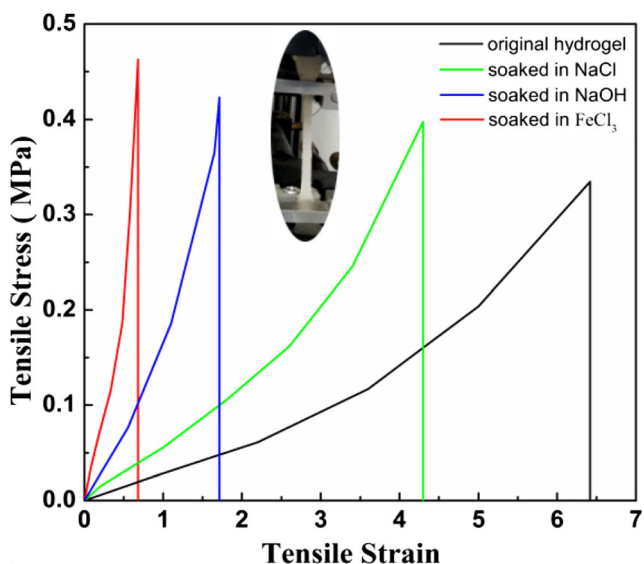 0.5
0.4
0.3
0.2
0.1
0.0
Tensile Stress ( MPa)
original hydrogel
soaked in NaCl
soaked in NaOH
soaked in FeCl₃
0 1 2 3 4 5 6 7
Tensile Strain